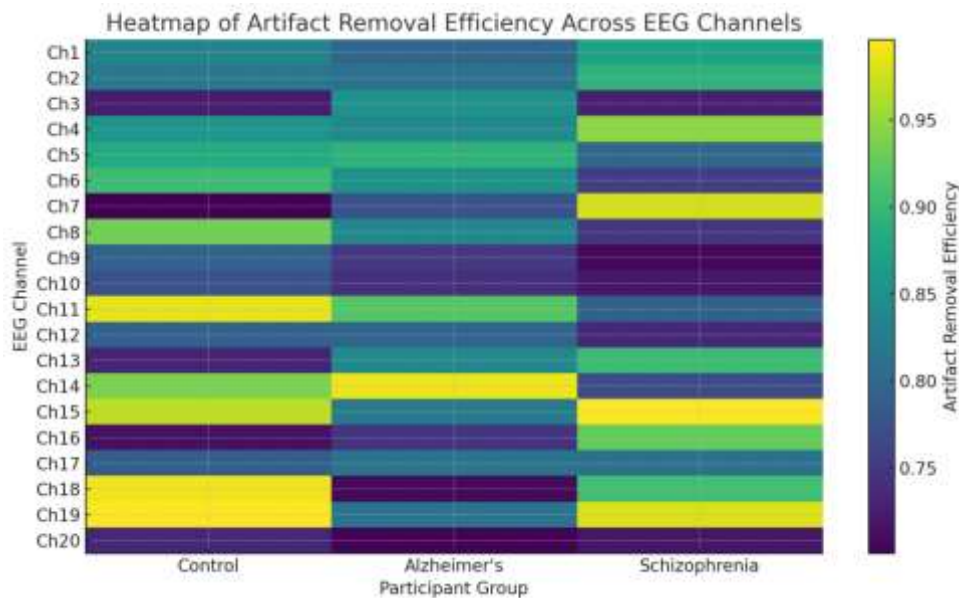 Heatmap of Artifact Removal Efficiency Across EEG Channels
Ch1
Ch2
Ch3
Ch4
Ch5
Ch6
Ch7
Ch8
Ch9
Ch10
Ch11
Ch12
Ch13
Ch14
Ch15
Ch16
Ch17
Ch18
Ch19
Ch20
EEG Channel
Control
Alzheimer's
Schizophrenia
Participant Group
0.95
0.90
0.85
0.80
0.75
Artifact Removal Efficiency